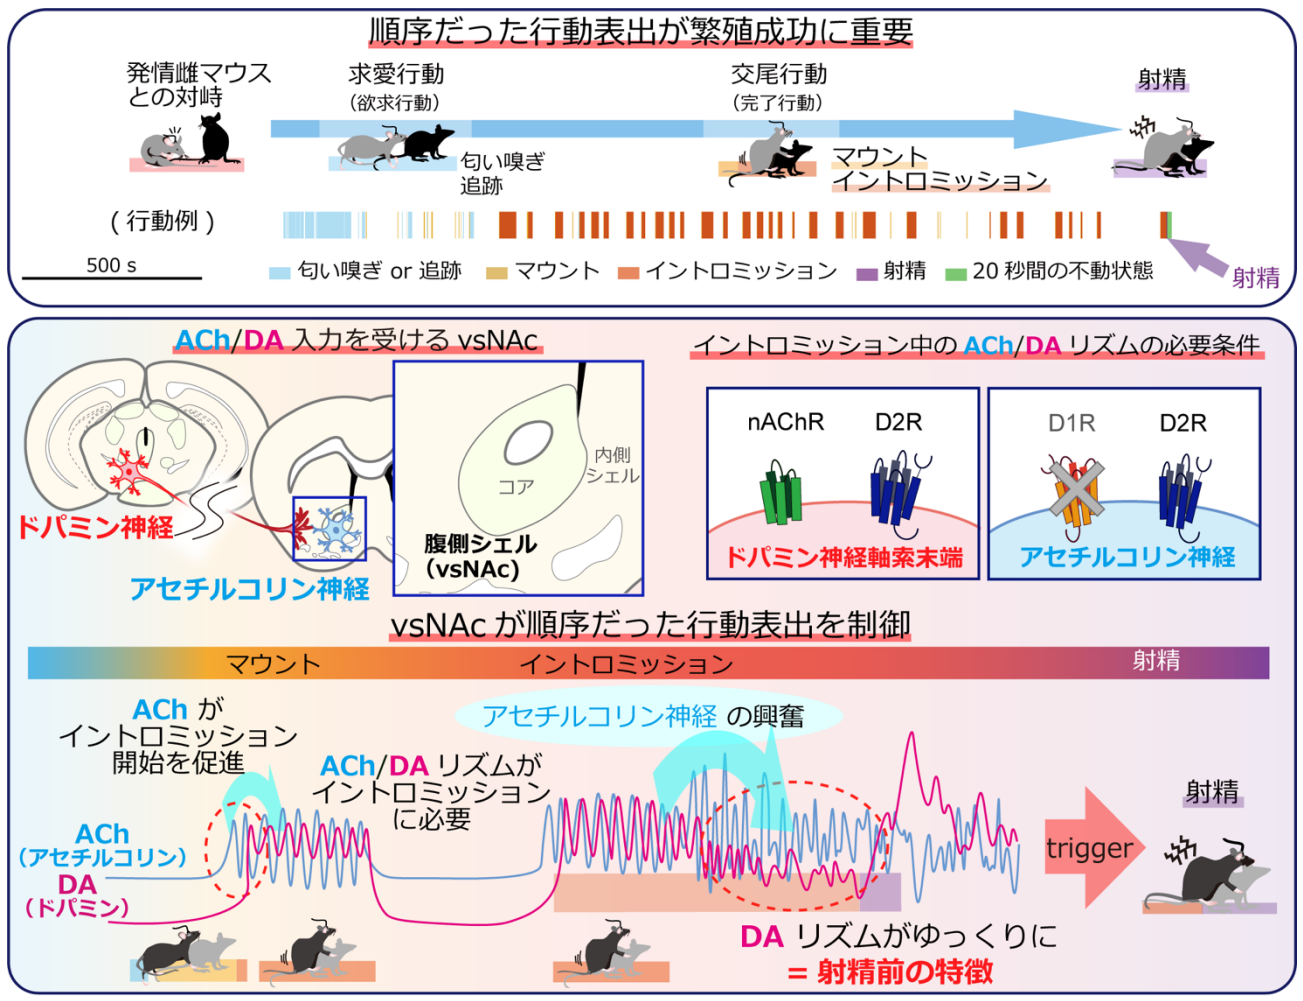 順序だった行動表出が繁殖成功に重要
発情雌マウス
との対峙
求愛行動
（欲求行動）
交尾行動
（完了行動）
射精
匂い嗅ぎ
追跡
マウント
イントロミッション
( 行動例 )
500 s
匂い嗅ぎ or 追跡
マウント
イントロミッション
射精
20 秒間の不動状態
射精
ACh/DA 入力を受ける vsNAc
ドパミン神経
アセチルコリン神経
コア
内側
シェル
腹側シェル
（vsNAc）
イントロミッション中の ACh/DA リズムの必要条件
nAChR
D2R
ドパミン神経軸索末端
D1R
D2R
アセチルコリン神経
vsNAc が順序だった行動表出を制御
マウント
イントロミッション
射精
ACh が
イントロミッション
開始を促進
ACh/DA リズムが
イントロミッション
に必要
アセチルコリン神経 の興奮
ACh
（アセチルコリン）
DA
（ドパミン）
trigger
射精
DA リズムがゆっくりに
= 射精前の特徴